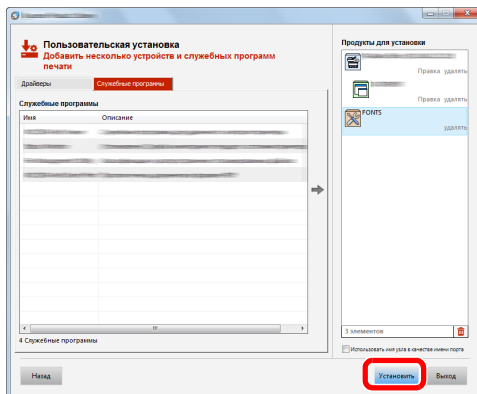 Пользовательская установка
Добавить несколько устройств и служебных программ
печати
Драйверы
Служебные программы
Служебные программы
Имя
Описание
4 Служебные программы
Продукты для установки
Правка удалять
Правка удалять
FONTS
удалять
3 элементов
Использовать имя узла в качестве имени порта
Назад
Установить
Выход